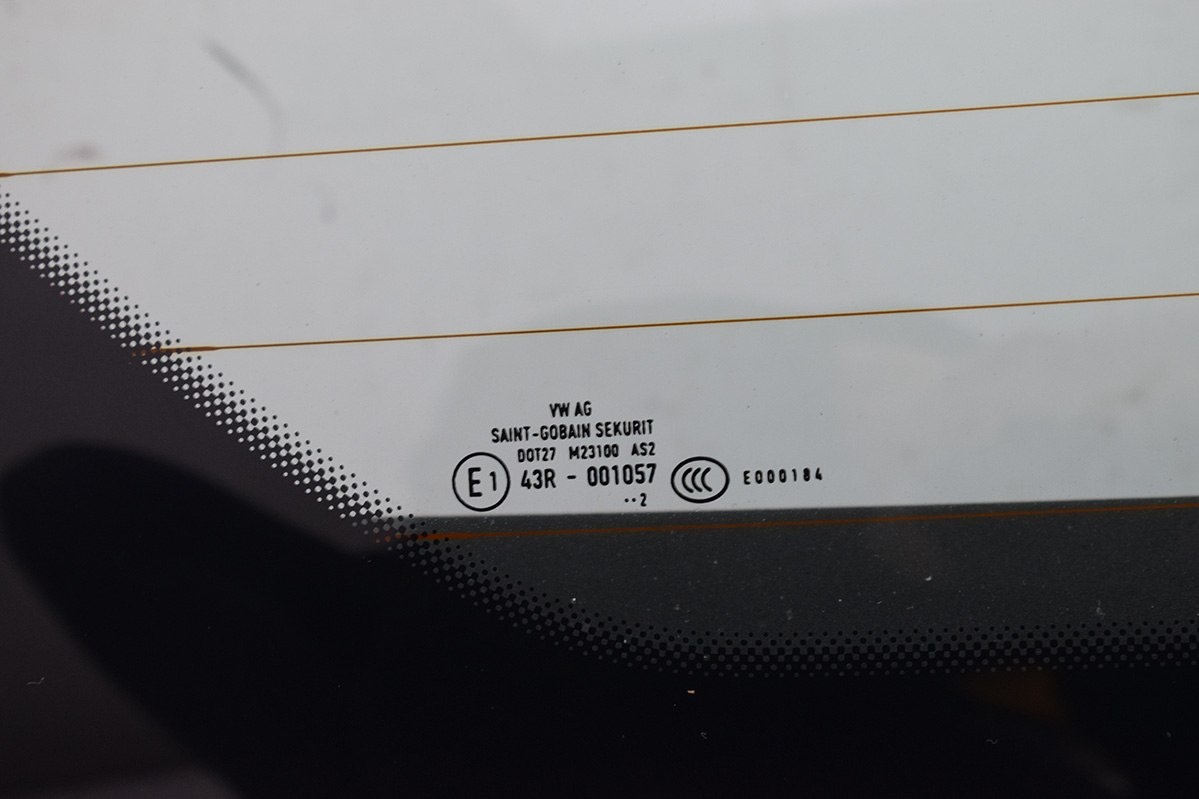 VW AG
SAINT-GOBAIN SEKURIT
DOT27 M23100 AS2
E1 43R - 001057 CCC E000184
··2